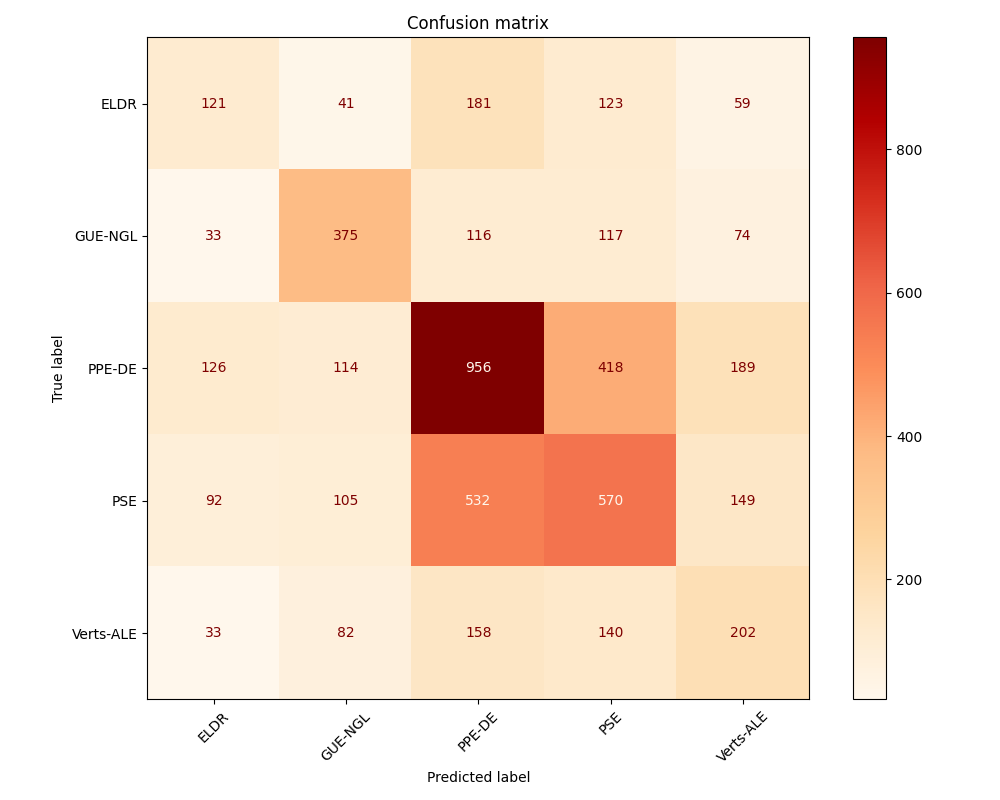 Confusion matrix
ELDR 121 41 181 123 59
GUE-NGL 33 375 116 117 74
PPE-DE 126 114 956 418 189
PSE 92 105 532 570 149
Verts-ALE 33 82 158 140 202
True label
ELDR GUE-NGL PPE-DE PSE Verts-ALE
Predicted label
800
600
400
200